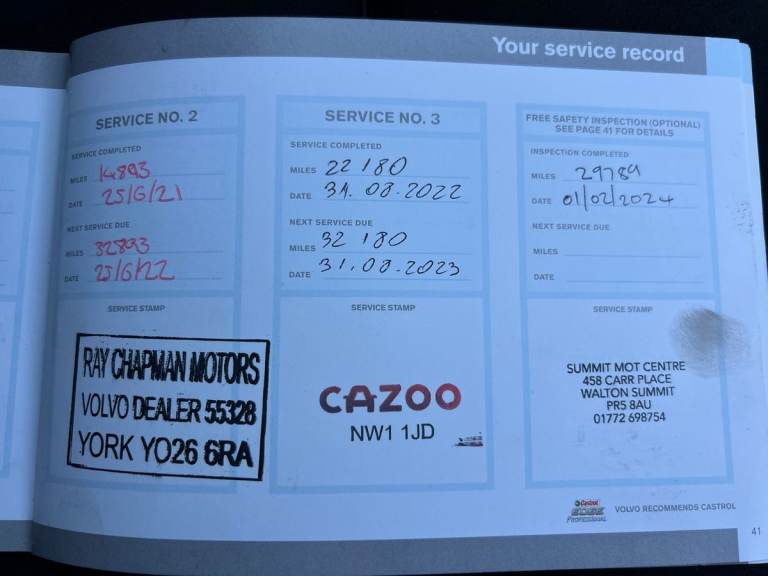 Your service record
SERVICE NO. 2
SERVICE COMPLETED
MILES 14893
DATE 25/6/21
NEXT SERVICE DUE
MILES 32893
DATE 25/6/22
SERVICE STAMP
RAY CHAPMAN MOTORS
VOLVO DEALER 55328
YORK YO26 6RA
SERVICE NO. 3
SERVICE COMPLETED
MILES 22 180
DATE 31.08.2022
NEXT SERVICE DUE
MILES 32 180
DATE 31.08.2023
SERVICE STAMP
CAZOO
NW1 1JD
FREE SAFETY INSPECTION (OPTIONAL)
SEE PAGE 41 FOR DETAILS
INSPECTION COMPLETED
MILES 29789
DATE 01/02/2024
NEXT SERVICE DUE
MILES
DATE
SERVICE STAMP
SUMMIT MOT CENTRE
458 CARR PLACE
WALTON SUMMIT
PR5 8AU
01772 698754
Castrol
EDGE
PROFESSIONAL
VOLVO RECOMMENDS CASTROL
41